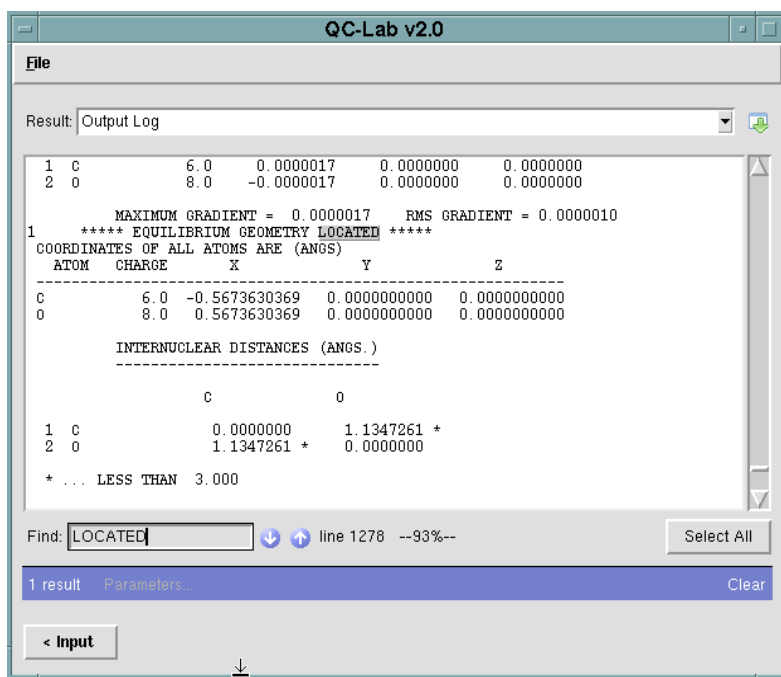 QC-Lab v2.0
File
Result: Output Log
1 C 6.0 0.0000017 0.0000000 0.0000000
2 O 8.0 -0.0000017 0.0000000 0.0000000
MAXIMUM GRADIENT = 0.0000017 RMS GRADIENT = 0.0000010
1 ***** EQUILIBRIUM GEOMETRY LOCATED *****
COORDINATES OF ALL ATOMS ARE (ANGS)
ATOM CHARGE X Y Z
------------------------------------------------------------
C 6.0 -0.5673630369 0.0000000000 0.0000000000
O 8.0 0.5673630369 0.0000000000 0.0000000000
INTERNUCLEAR DISTANCES (ANGS.)
------------------------------
C O
1 C 0.0000000 1.1347261 *
2 O 1.1347261 * 0.0000000
* ... LESS THAN 3.000
Find: LOCATED line 1278 --93%-- Select All
1 result Parameters... Clear
< Input